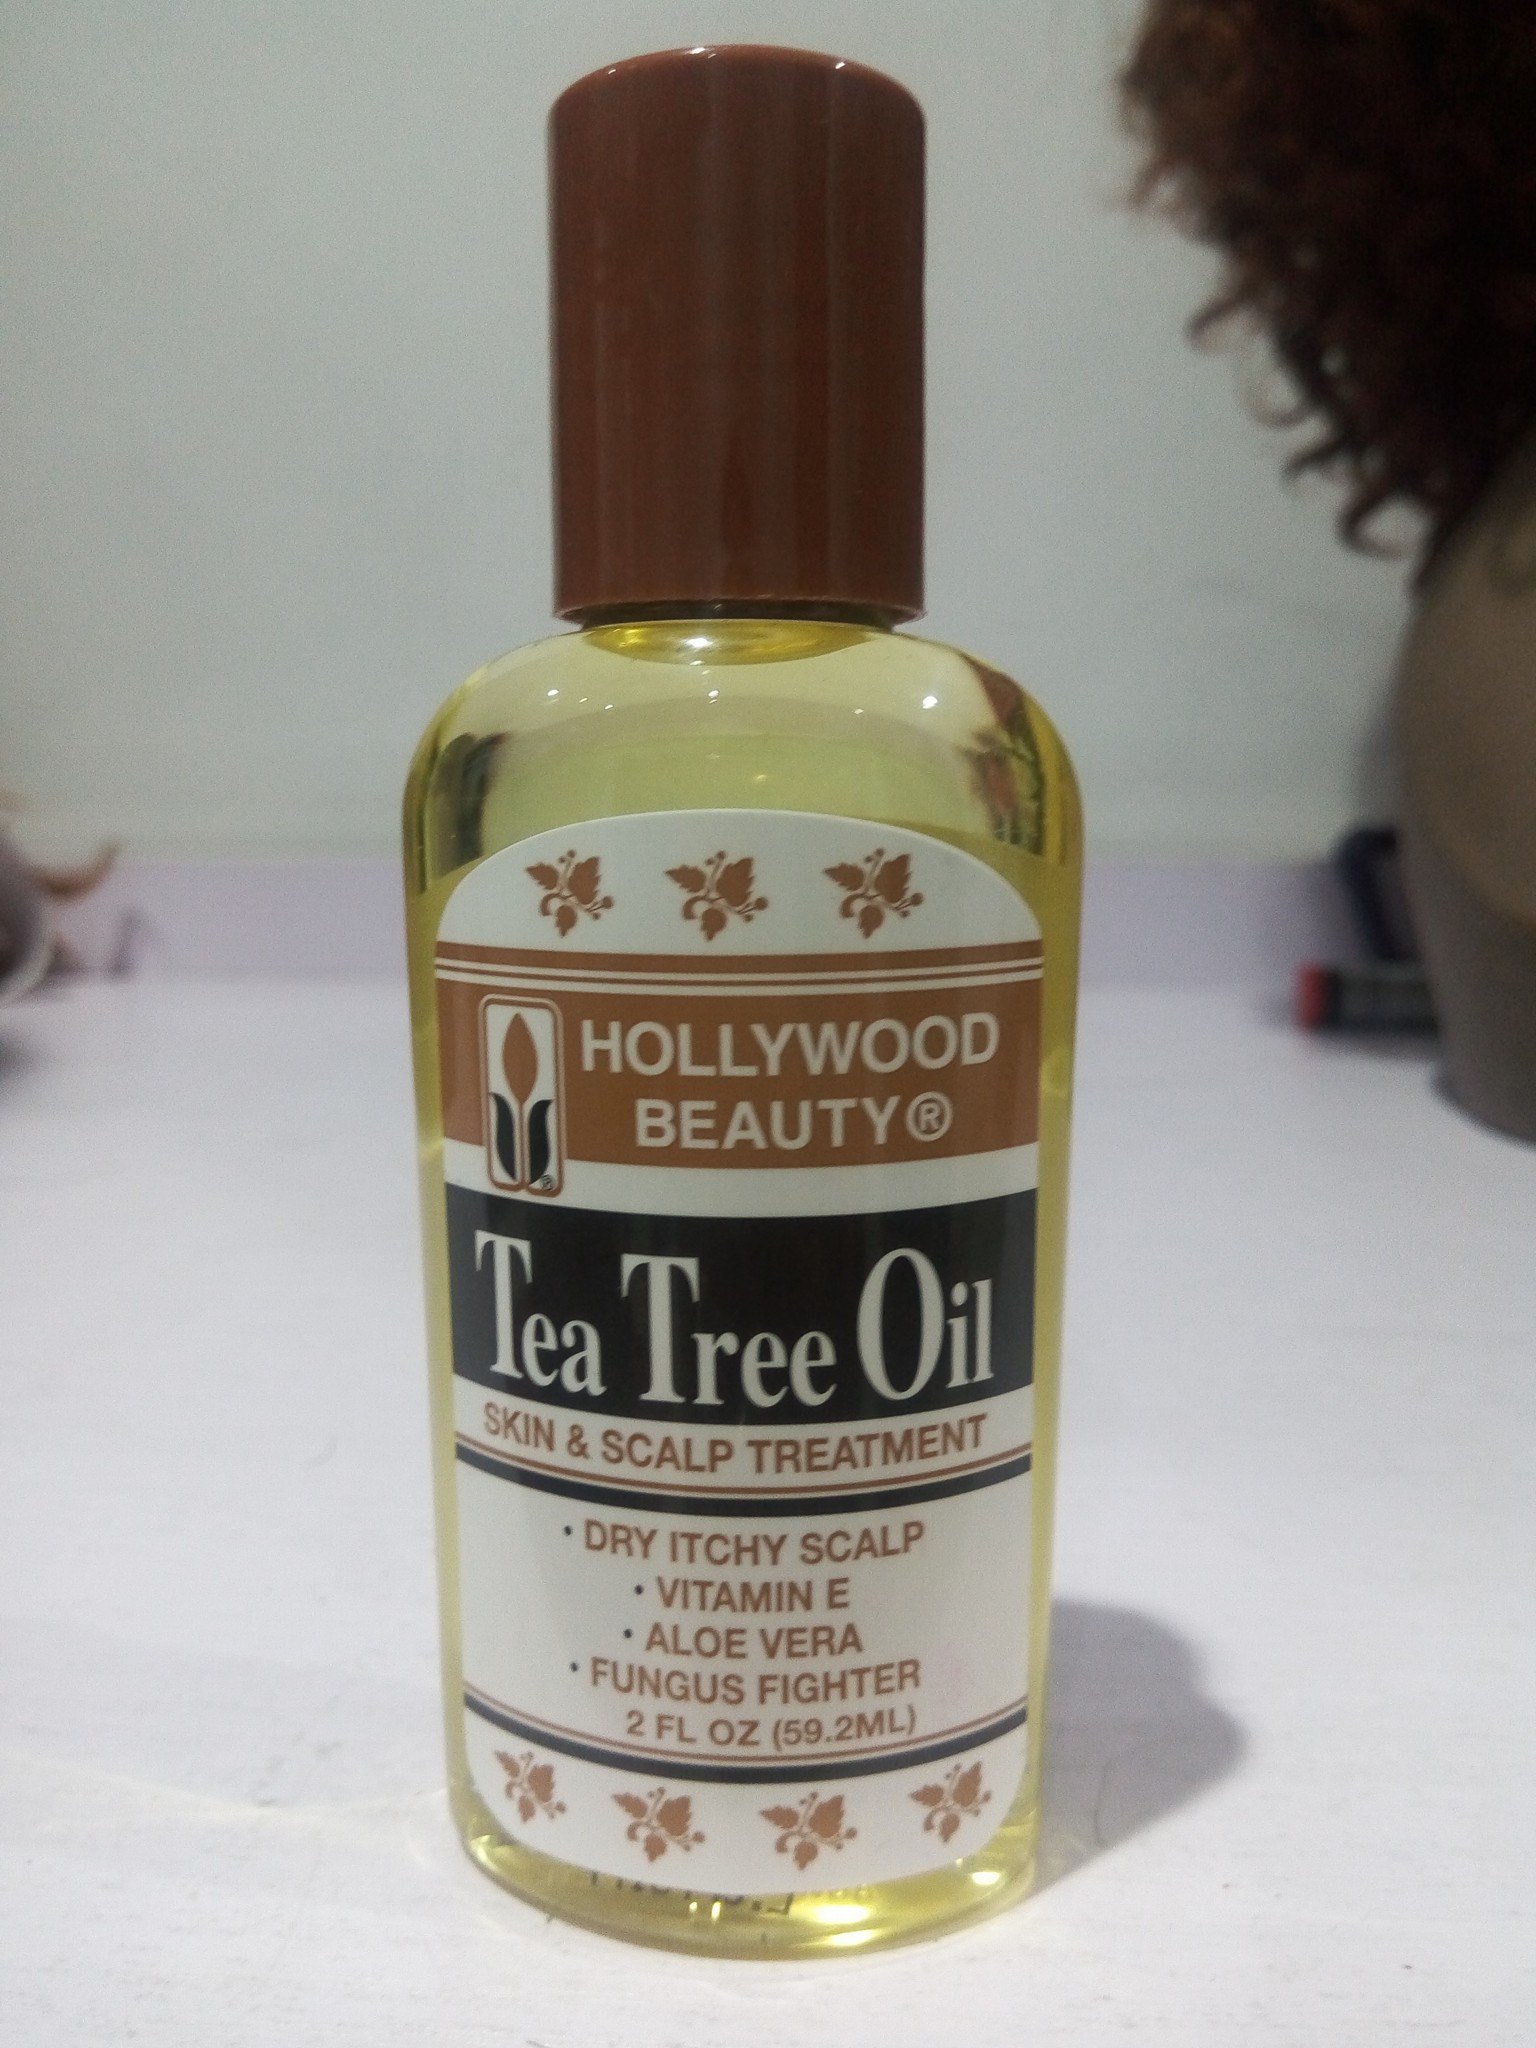 HOLLYWOOD
BEAUTY®
®
Tea Tree Oil
SKIN & SCALP TREATMENT
• DRY ITCHY SCALP
• VITAMIN E
• ALOE VERA
• FUNGUS FIGHTER
2 FL OZ (59.2ML)